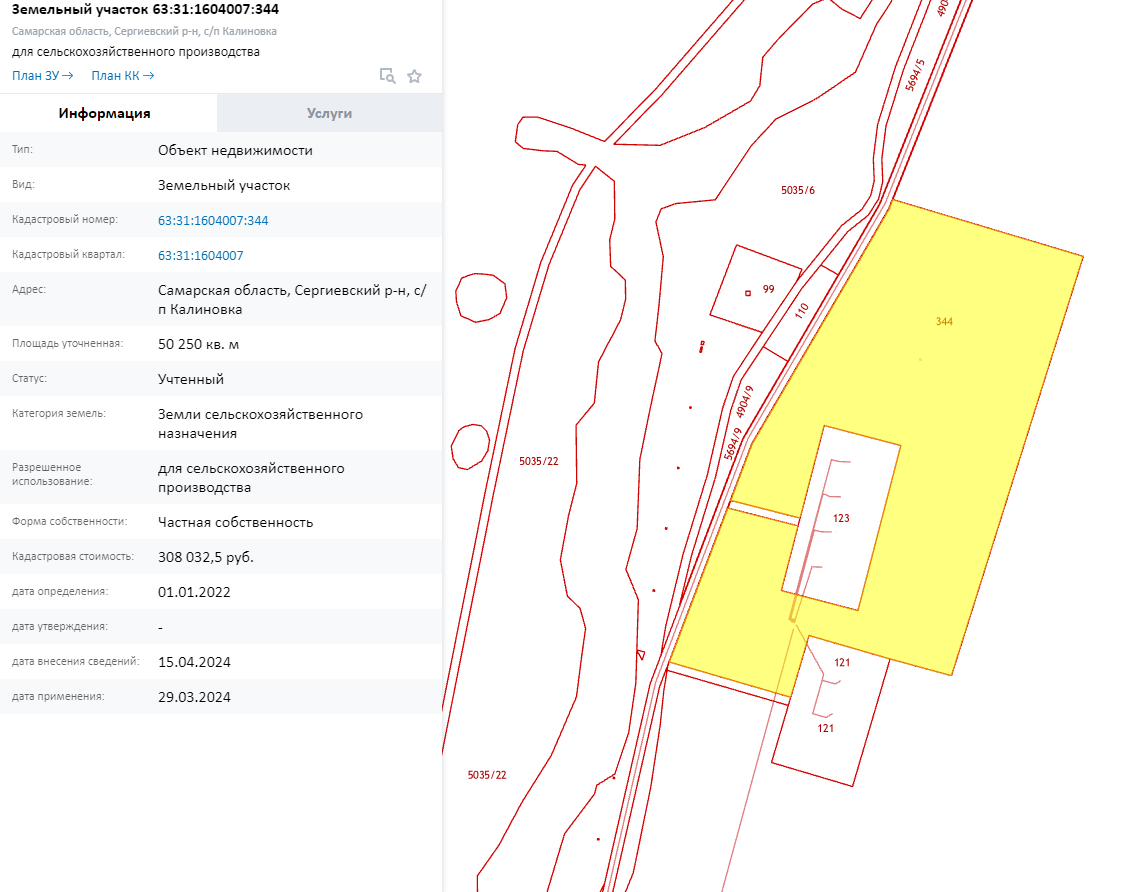 Земельный участок 63:31:1604007:344
Самарская область, Сергиевский р-н, с/п Калиновка
для сельскохозяйственного производства
План ЗУ → План КК →
Информация Услуги
Тип: Объект недвижимости
Вид: Земельный участок
Кадастровый номер: 63:31:1604007:344
Кадастровый квартал: 63:31:1604007
Адрес: Самарская область, Сергиевский р-н, с/
п Калиновка
Площадь уточненная: 50 250 кв. м
Статус: Учтенный
Категория земель: Земли сельскохозяйственного
назначения
Разрешенное
использование:
для сельскохозяйственного
производства
Форма собственности: Частная собственность
Кадастровая стоимость: 308 032,5 руб.
дата определения: 01.01.2022
дата утверждения: -
дата внесения сведений: 15.04.2024
дата применения: 29.03.2024
5694/5
5035/6
99
110
344
4904/9
5694/9
5035/22
123
121
121
5035/22